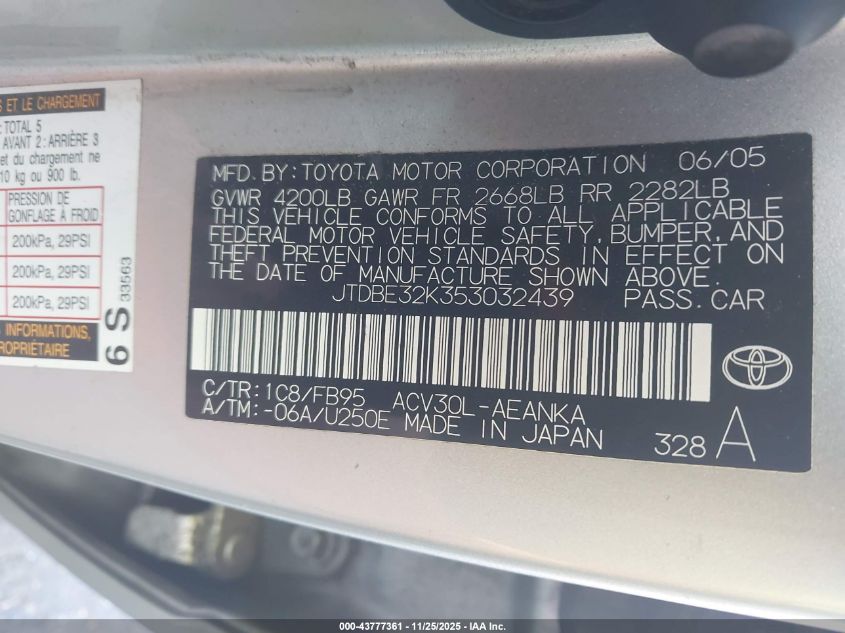 S ET LE CHARGEMENT
: TOTAL 5
AVANT 2 : ARRIÈRE 3
et du chargement ne
10 kg ou 900 lb.
PRESSION DE
GONFLAGE À FROID
200kPa, 29PSI
200kPa, 29PSI
200kPa, 29PSI
INFORMATIONS,
ROPRIÉTAIRE
6S 33563
MFD. BY: TOYOTA MOTOR CORPORATION 06/05
GVWR 4200LB GAWR FR 2668LB RR 2282LB
THIS VEHICLE CONFORMS TO ALL APPLICABLE
FEDERAL MOTOR VEHICLE SAFETY, BUMPER, AND
THEFT PREVENTION STANDARDS IN EFFECT ON
THE DATE OF MANUFACTURE SHOWN ABOVE.
JTDBE32K353032439 PASS. CAR
C/TR: 1C8/FB95 ACV30L-AEANKA
A/TM: -06A/U250E MADE IN JAPAN 328 A
000-43777361 - 11/25/2025 - IAA Inc.